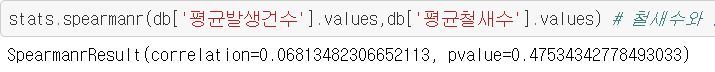 stats.spearmanr(db['평균발생건수'].values,db['평균철새수'].values) # 철새수와
SpearmanrResult(correlation=0.06813482306652113, pvalue=0.47534342778493033)